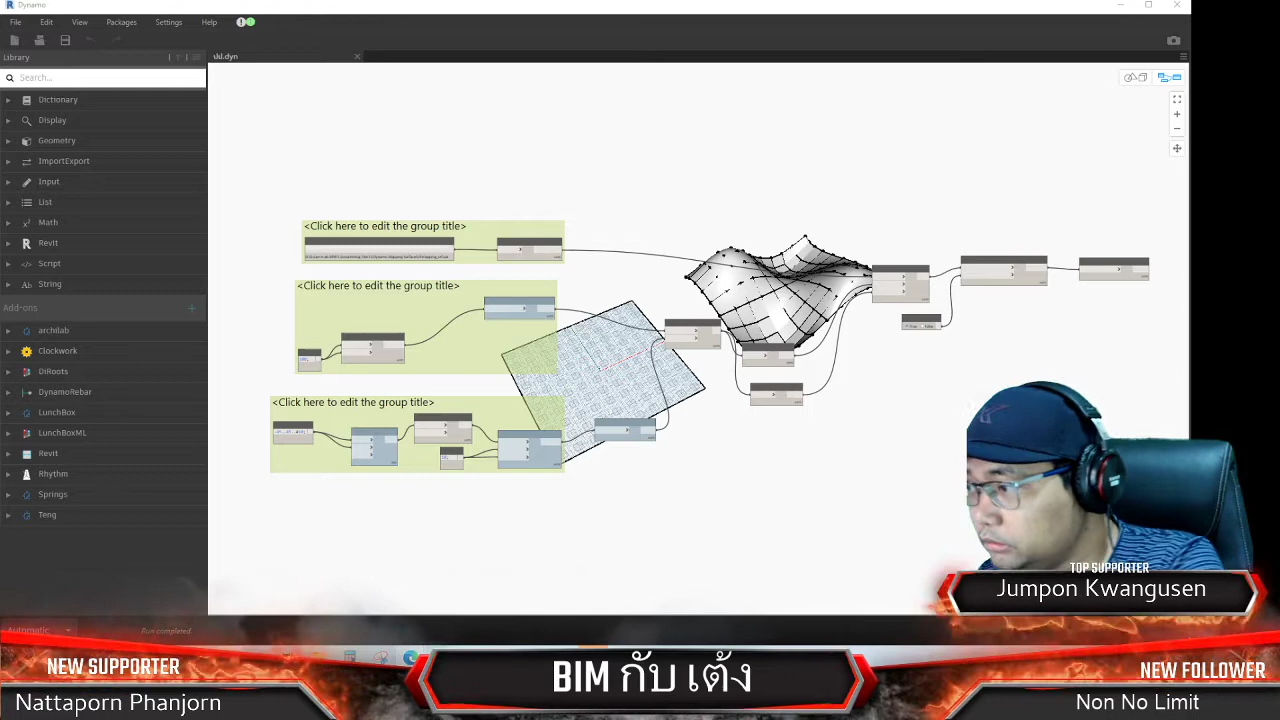 Dynamo
File Edit View Packages Settings Help
Library
Search...
Dictionary
Display
Geometry
ImportExport
Input
List
Math
Revit
Script
String
Add-ons
archilab
Clockwork
DiRoots
DynamoRebar
LunchBox
LunchBoxML
Revit
Rhythm
Springs
Teng
<Click here to edit the group title>
<Click here to edit the group title>
<Click here to edit the group title>
Automatic
Run completed.
TOP SUPPORTER
Jumpon Kwangusen
NEW SUPPORTER
Nattaporn Phanjorn
BIM กับ เต้ง
NEW FOLLOWER
Non No Limit